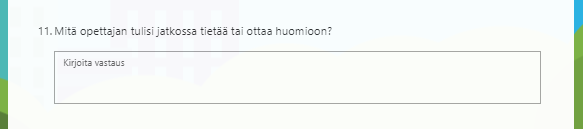 11. Mitä opettajan tulisi jatkossa tietää tai ottaa huomioon?
Kirjoita vastaus